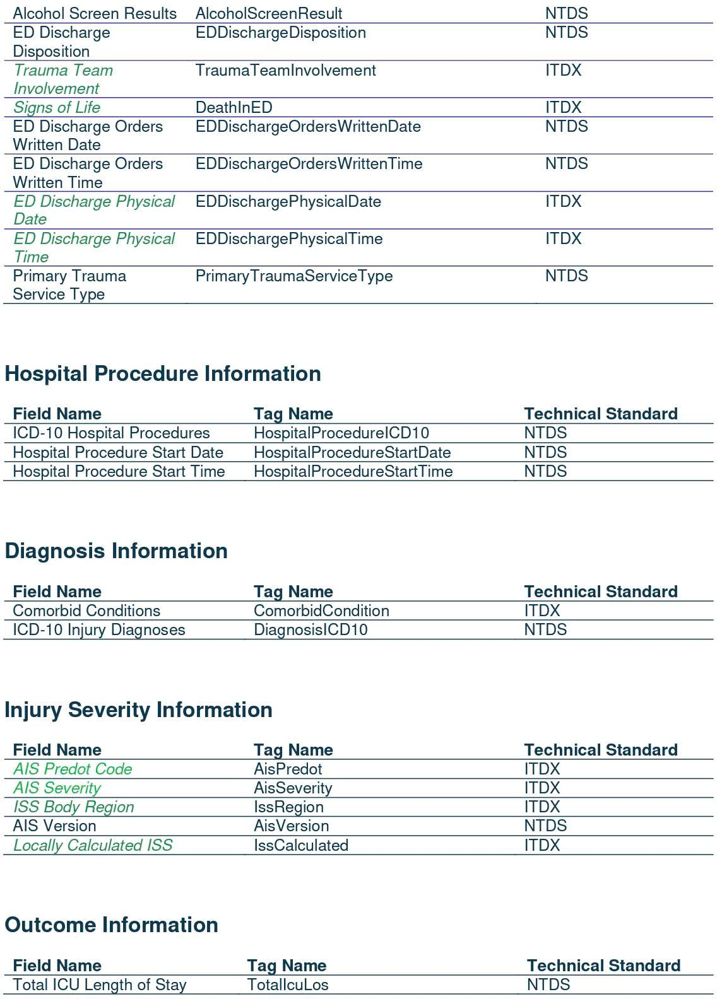 Alcohol Screen Results AlcoholScreenResult NTDS
ED Discharge EDDischargeDisposition NTDS
Disposition
Trauma Team TraumaTeamInvolvement ITDX
Involvement
Signs of Life DeathInED ITDX
ED Discharge Orders EDDischargeOrdersWrittenDate NTDS
Written Date
ED Discharge Orders EDDischargeOrdersWrittenTime NTDS
Written Time
ED Discharge Physical EDDischargePhysicalDate ITDX
Date
ED Discharge Physical EDDischargePhysicalTime ITDX
Time
Primary Trauma PrimaryTraumaServiceType NTDS
Service Type
Hospital Procedure Information
Field Name Tag Name Technical Standard
ICD-10 Hospital Procedures HospitalProcedureICD10 NTDS
Hospital Procedure Start Date HospitalProcedureStartDate NTDS
Hospital Procedure Start Time HospitalProcedureStartTime NTDS
Diagnosis Information
Field Name Tag Name Technical Standard
Comorbid Conditions ComorbidCondition ITDX
ICD-10 Injury Diagnoses DiagnosisICD10 NTDS
Injury Severity Information
Field Name Tag Name Technical Standard
AIS Predot Code AisPredot ITDX
AIS Severity AisSeverity ITDX
ISS Body Region IssRegion ITDX
AIS Version AisVersion NTDS
Locally Calculated ISS IssCalculated ITDX
Outcome Information
Field Name Tag Name Technical Standard
Total ICU Length of Stay TotalIcuLos NTDS